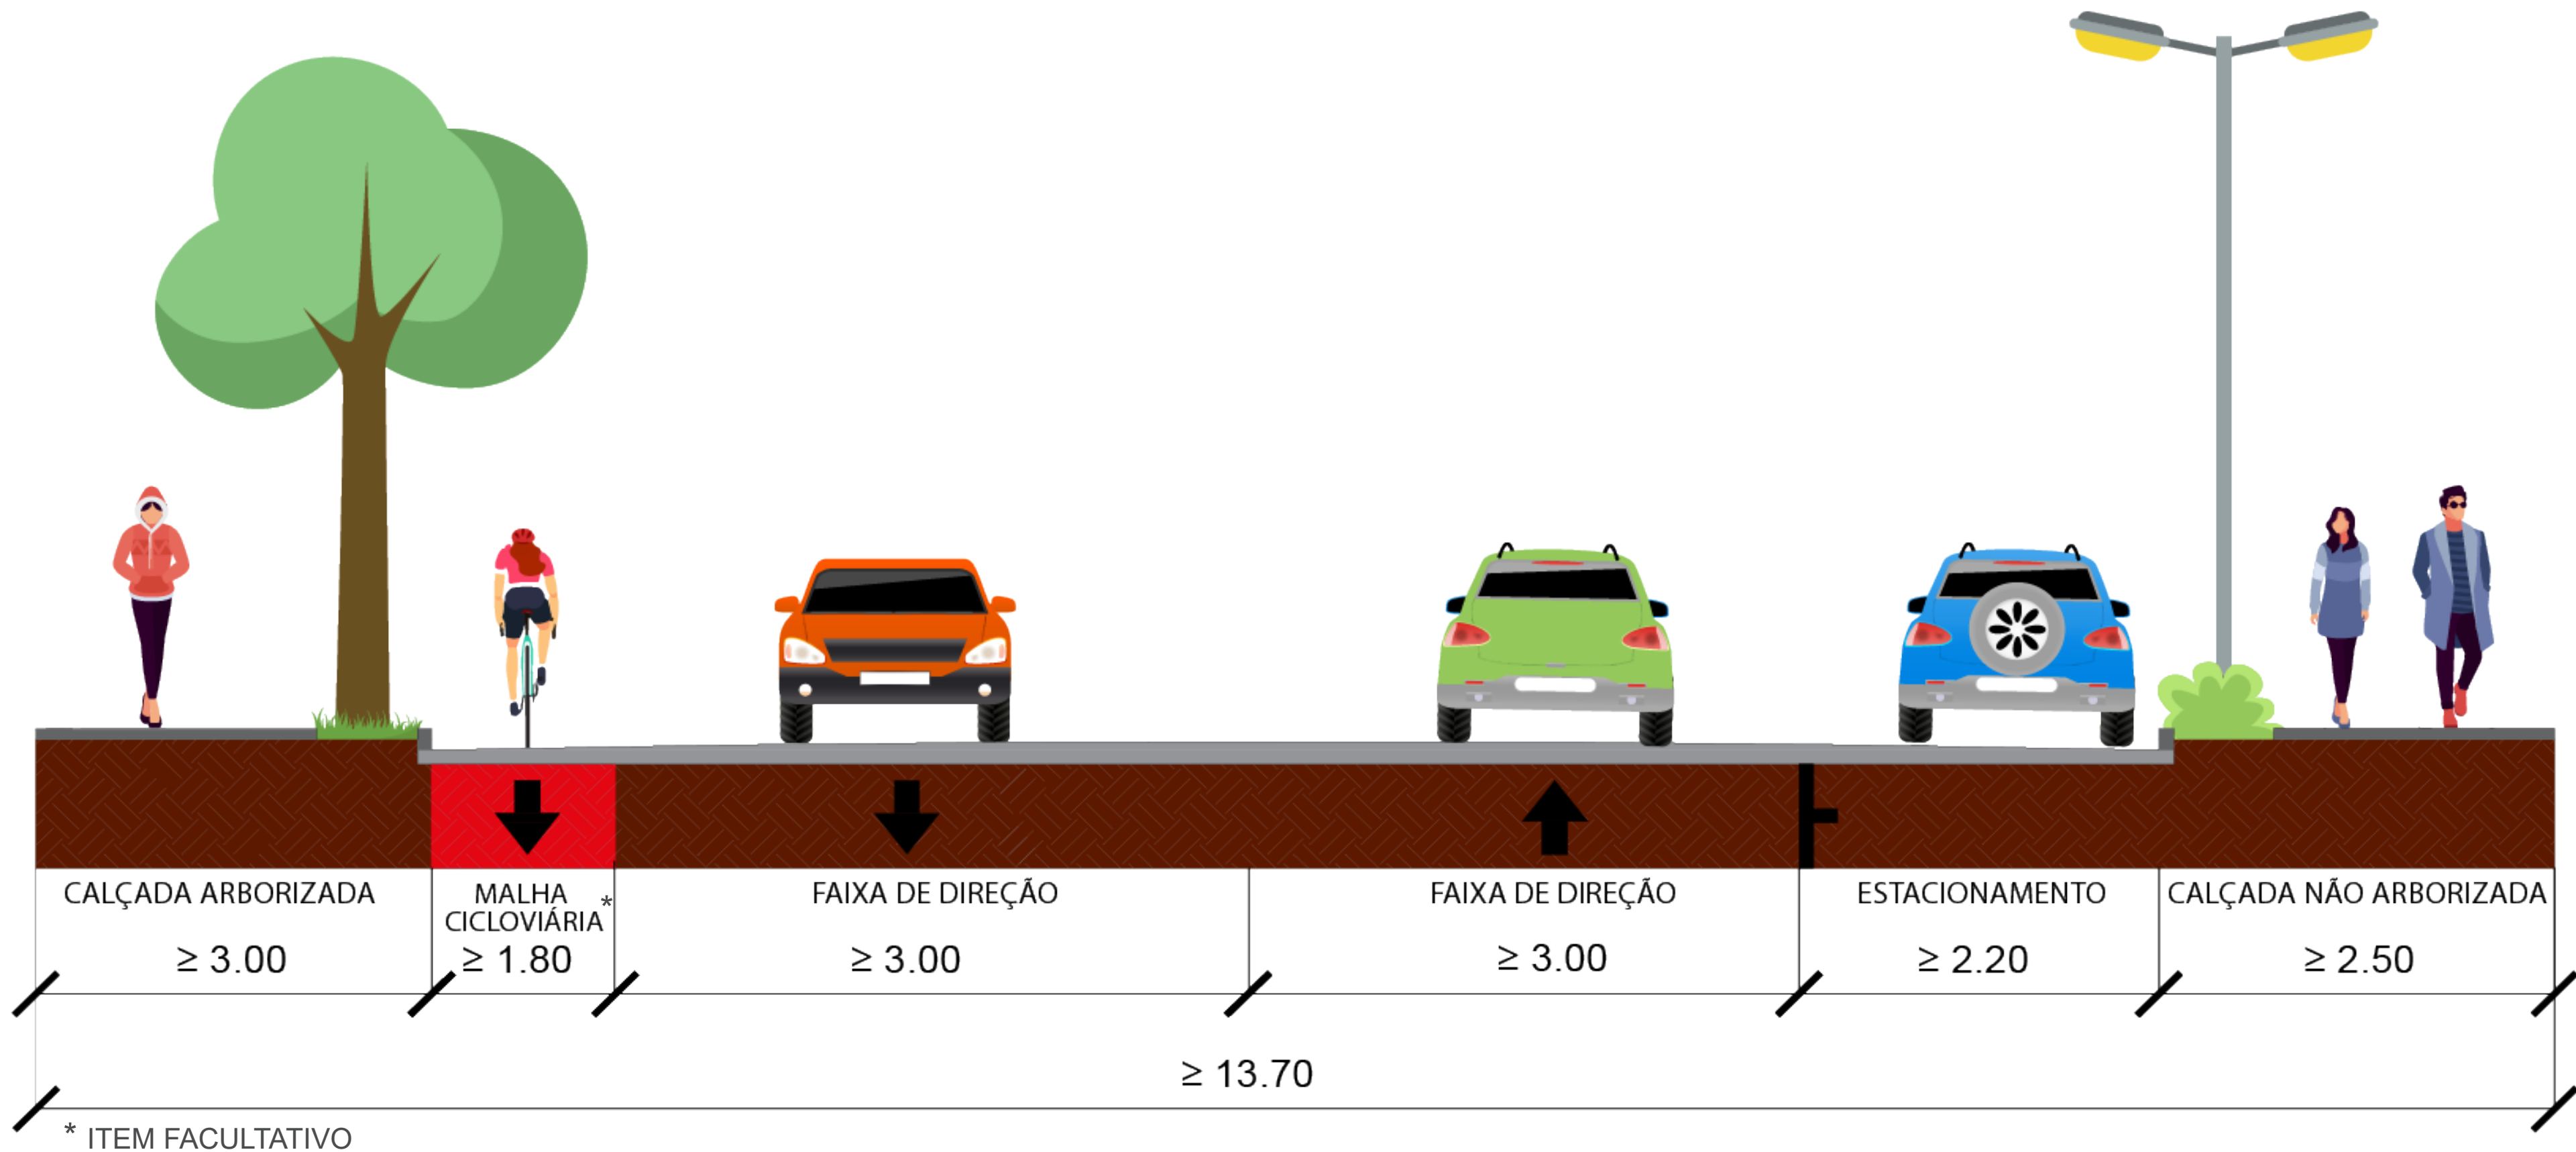 CALÇADA ARBORIZADA
≥ 3.00
MALHA
CICLOVIÁRIA*
≥ 1.80
FAIXA DE DIREÇÃO
≥ 3.00
FAIXA DE DIREÇÃO
≥ 3.00
ESTACIONAMENTO
≥ 2.20
CALÇADA NÃO ARBORIZADA
≥ 2.50
≥ 13.70
* ITEM FACULTATIVO